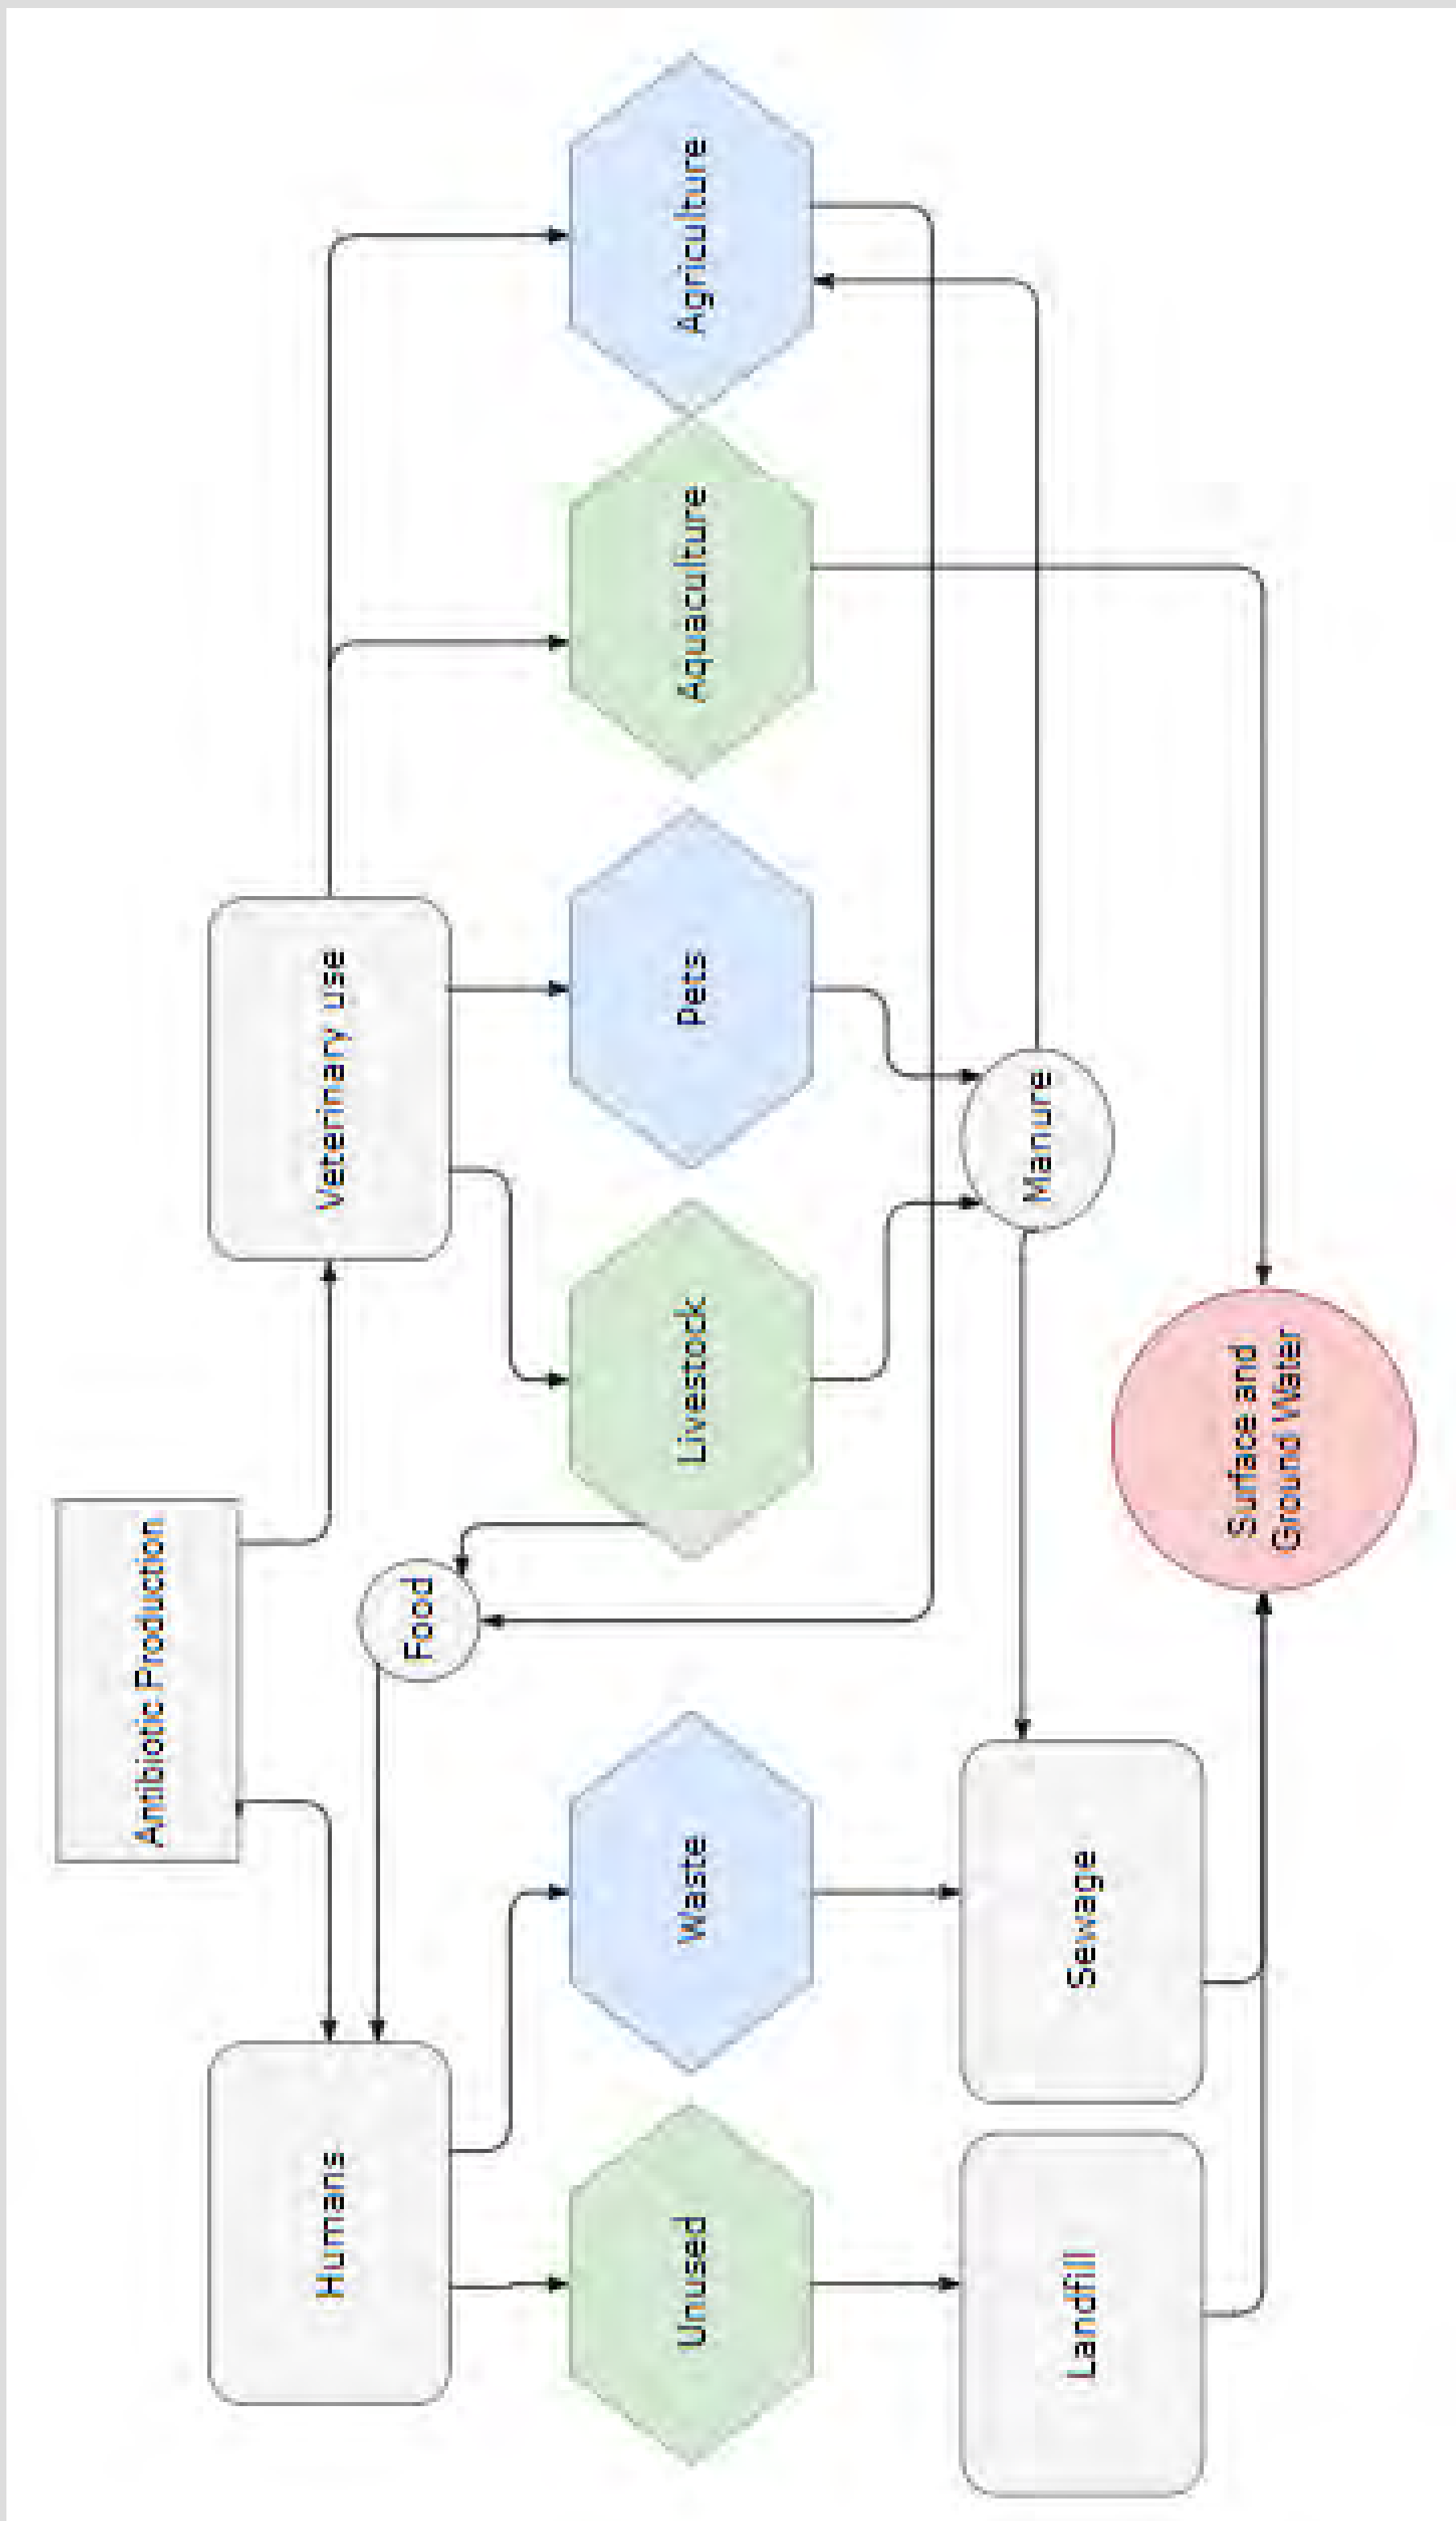 Antibiotic Production
Humans
Veterinary use
Food
Unused
Waste
Livestock
Pets
Aquaculture
Agriculture
Manure
Landfill
Sewage
Surface and
Ground Water